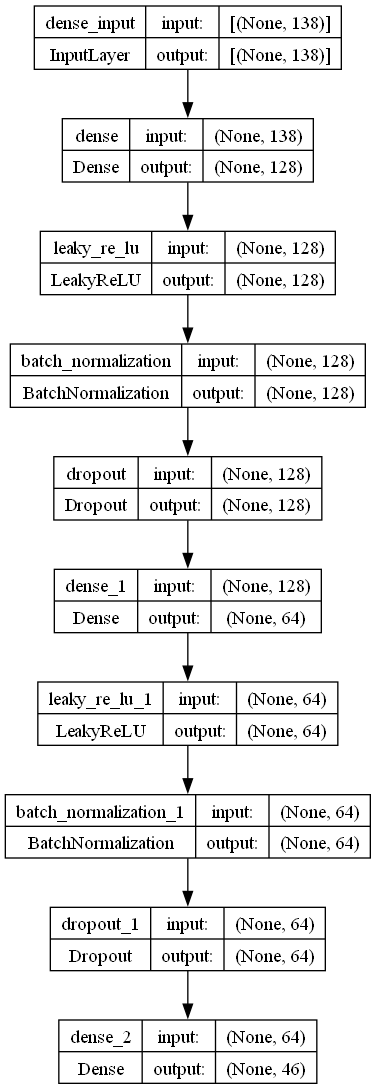 dense_input input: [(None, 138)]
InputLayer output: [(None, 138)]
dense input: (None, 138)
Dense output: (None, 128)
leaky_re_lu input: (None, 128)
LeakyReLU output: (None, 128)
batch_normalization input: (None, 128)
BatchNormalization output: (None, 128)
dropout input: (None, 128)
Dropout output: (None, 128)
dense_1 input: (None, 128)
Dense output: (None, 64)
leaky_re_lu_1 input: (None, 64)
LeakyReLU output: (None, 64)
batch_normalization_1 input: (None, 64)
BatchNormalization output: (None, 64)
dropout_1 input: (None, 64)
Dropout output: (None, 64)
dense_2 input: (None, 64)
Dense output: (None, 46)